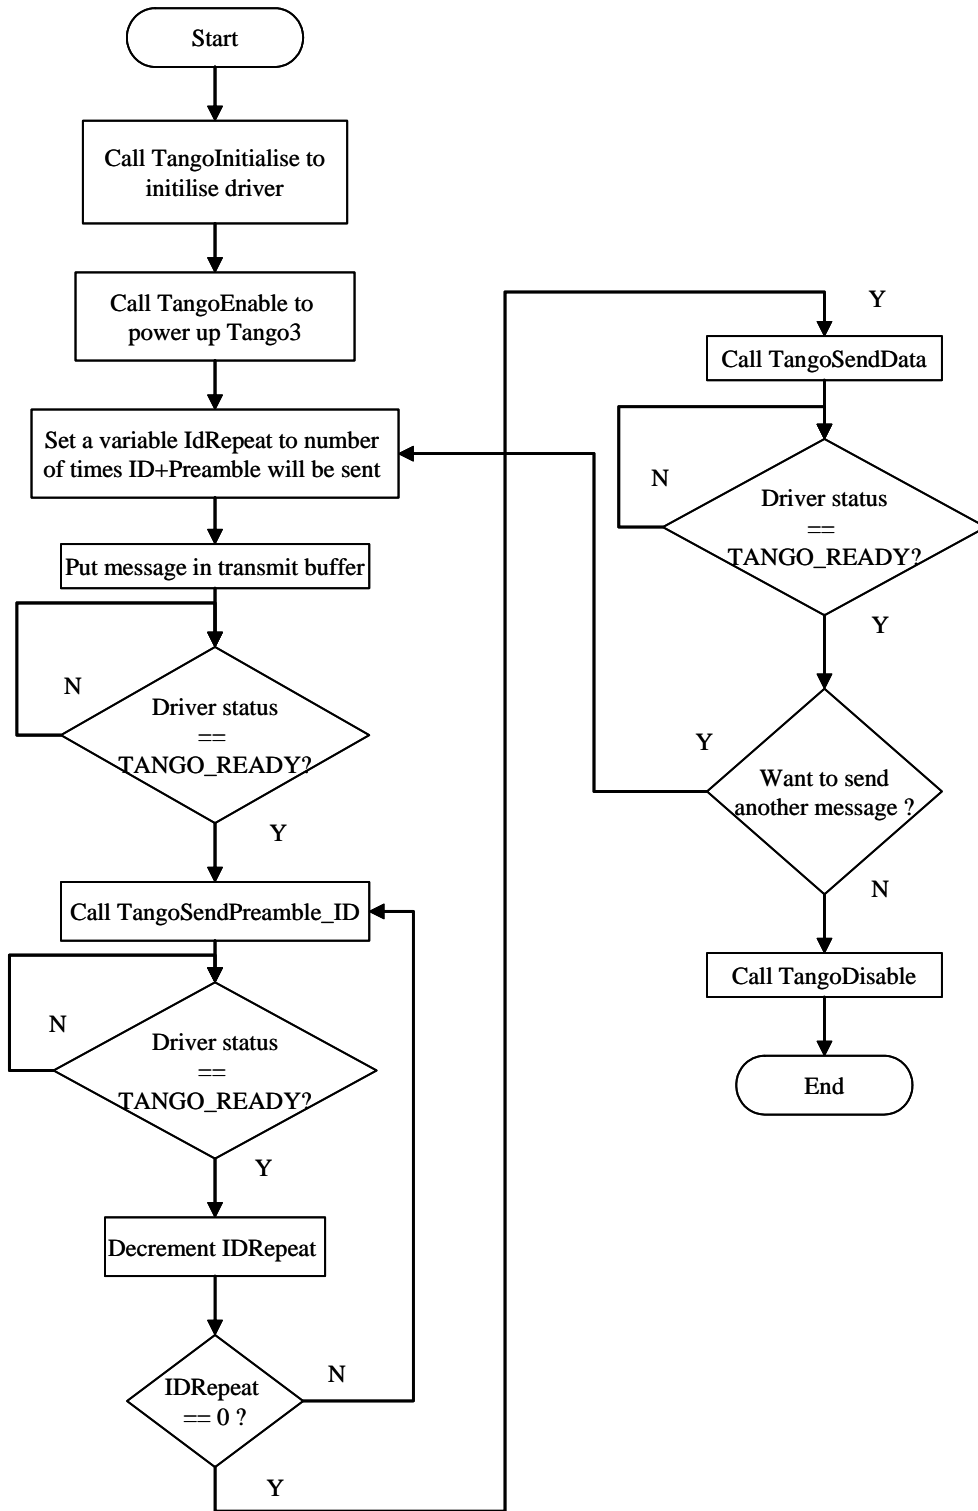 Start
Call TangoInitialise to
initilise driver
Call TangoEnable to
power up Tango3
Set a variable IdRepeat to number
of times ID+Preamble will be sent
Put message in transmit buffer
N
Driver status
==
TANGO_READY?
Y
Call TangoSendPreamble_ID
N
Driver status
==
TANGO_READY?
Y
Decrement IDRepeat
IDRepeat
== 0 ?
N
Y
Y
Call TangoSendData
N
Driver status
==
TANGO_READY?
Y
Y
Want to send
another message ?
N
Call TangoDisable
End